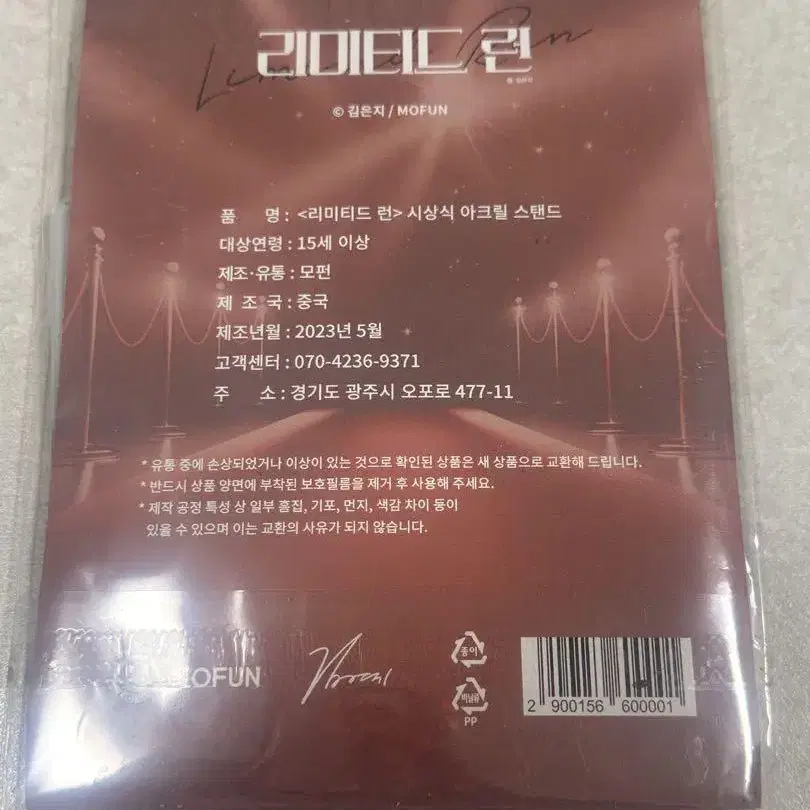 리미티드 런
Limited Run
© 김은지 / MOFUN
품 명 : <리미티드 런> 시상식 아크릴 스탠드
대상연령 : 15세 이상
제조·유통 : 모펀
제 조 국 : 중국
제조년월 : 2023년 5월
고객센터 : 070-4236-9371
주 소 : 경기도 광주시 오포로 477-11
* 유통 중에 손상되었거나 이상이 있는 것으로 확인된 상품은 새 상품으로 교환해 드립니다.
* 반드시 상품 양면에 부착된 보호필름을 제거 후 사용해 주세요.
* 제작 공정 특성 상 일부 흠집, 기포, 먼지, 색감 차이 등이
있을 수 있으며 이는 교환의 사유가 되지 않습니다.
MOFUN
종이
비닐류
PP
2 900156 600001